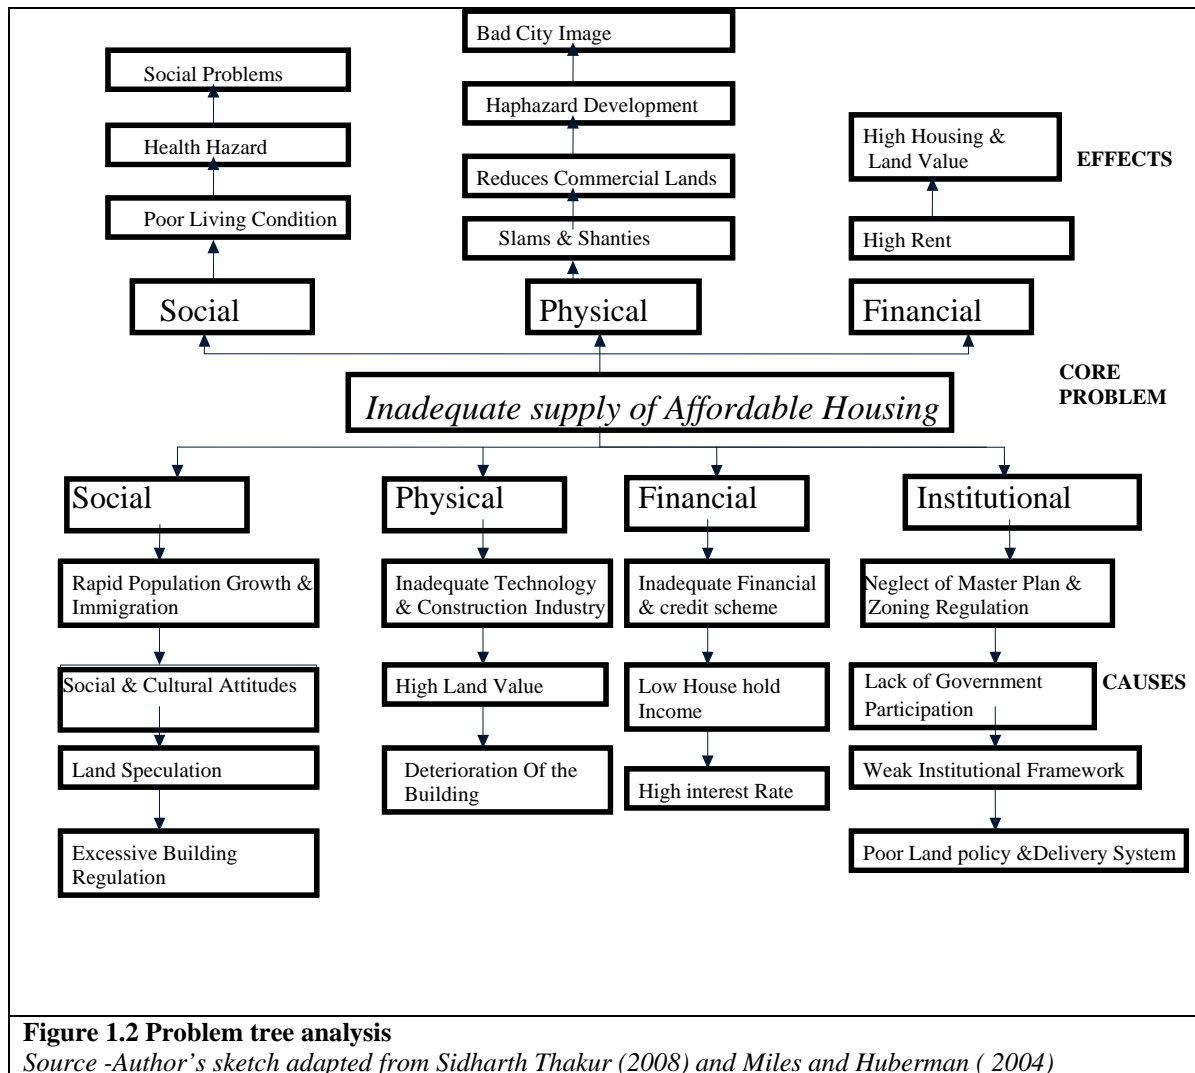 Bad City Image
Social Problems
Haphazard Development
Health Hazard
High Housing &
Land Value
EFFECTS
Reduces Commercial Lands
Poor Living Condition
Slams & Shanties
High Rent
Social
Physical
Financial
CORE
PROBLEM
Inadequate supply of Affordable Housing
Social
Physical
Financial
Institutional
Rapid Population Growth &
Immigration
Inadequate Technology
& Construction Industry
Inadequate Financial
& credit scheme
Neglect of Master Plan &
Zoning Regulation
Social & Cultural Attitudes
High Land Value
Low House hold
Income
Lack of Government
Participation
CAUSES
Land Speculation
Deterioration Of the
Building
High interest Rate
Weak Institutional Framework
Excessive Building
Regulation
Poor Land policy &Delivery System
Figure 1.2 Problem tree analysis
Source -Author's sketch adapted from Sidharth Thakur (2008) and Miles and Huberman ( 2004)